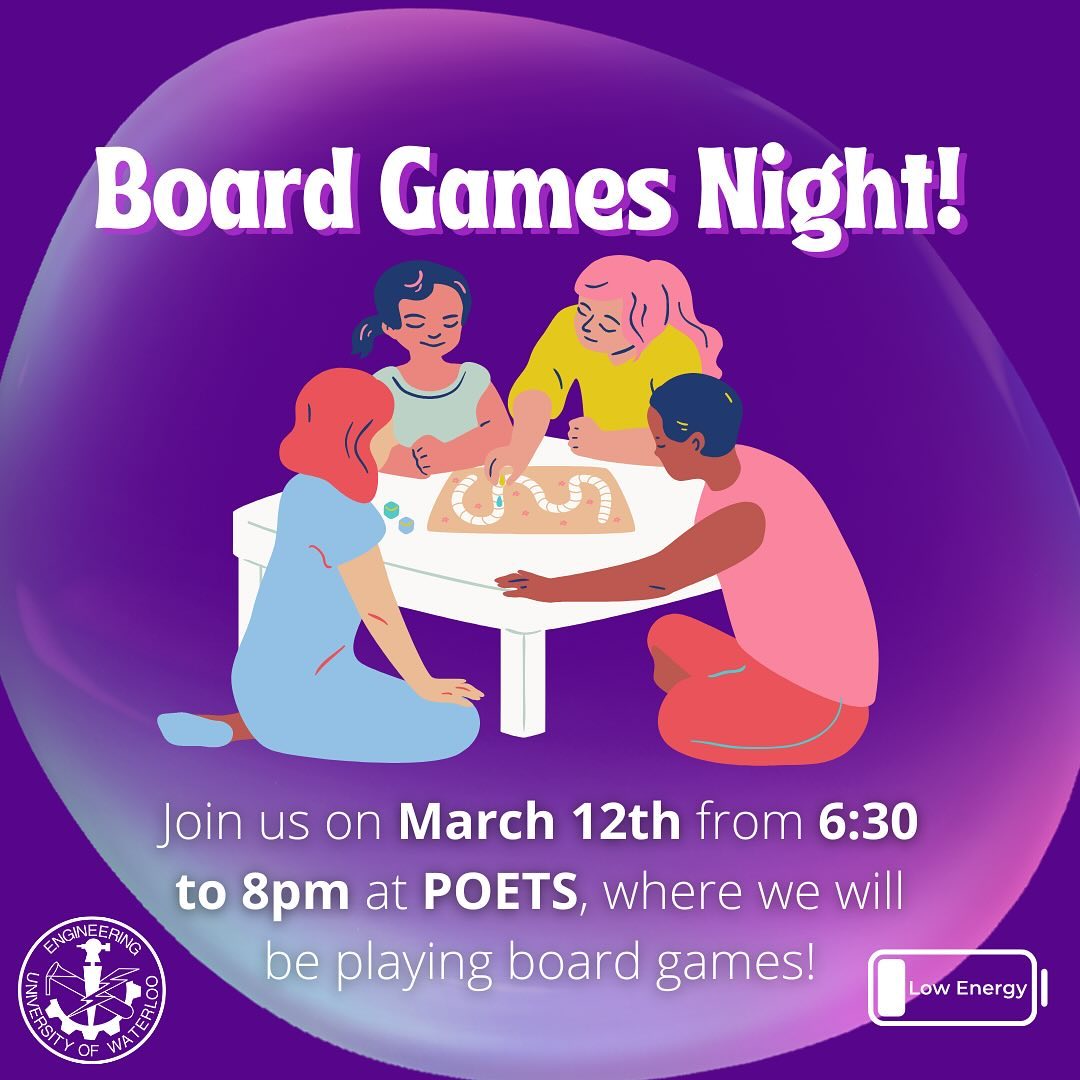 Board Games Night!
Join us on March 12th from 6:30
to 8pm at POETS, where we will
be playing board games!
ENGINEERING
UNIVERSITY OF WATERLOO
Low Energy